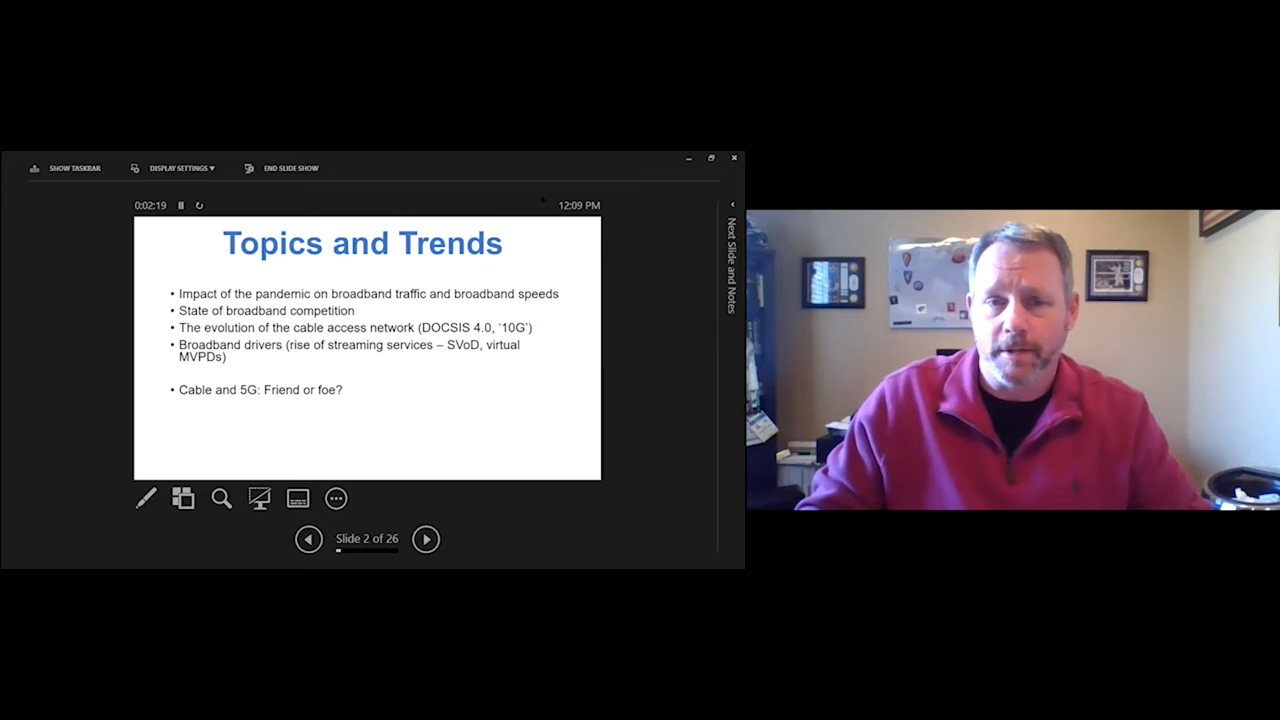 SHOW TASKBAR
DISPLAY SETTINGS ▾
END SLIDE SHOW
0:02:19
12:09 PM
Topics and Trends
• Impact of the pandemic on broadband traffic and broadband speeds
• State of broadband competition
• The evolution of the cable access network (DOCSIS 4.0, ‘10G’)
• Broadband drivers (rise of streaming services – SVoD, virtual
MVPDs)
• Cable and 5G: Friend or foe?
Slide 2 of 26
Next Slide and Notes